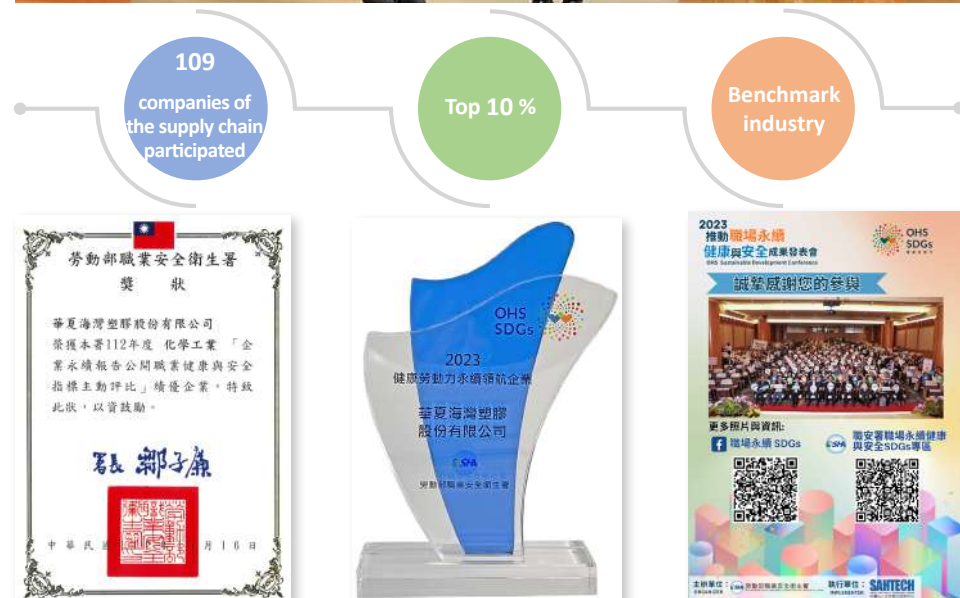 109
companies of
the supply chain
participated
Top 10 %
Benchmark
industry
勞動部職業安全衛生署
獎 狀
華夏海灣塑膠股份有限公司
榮獲本署112年度 化學工業 「企
業永續報告公開職業健康與安全
指標主動評比」績優企業,特致
此狀,以資鼓勵。
署長 鄒子廉
中 華 民
月 1 6 日
OHS
SDGs
2023
健康勞動力永續領航企業
華夏海灣塑膠
股份有限公司
勞動部職業安全衛生署
2023
推動職場永續
健康與安全成果發表會
OHS Sustainable Development Conference
OHS
SDGs
誠摯感謝您的參與
更多照片與資訊:
職場永續 SDGs
職安署職場永續健康
與安全SDGs專區
主辦單位:
ORGANIZER
勞動部職業安全衛生署
執行單位:
IMPLEMENTER
SAHTECH